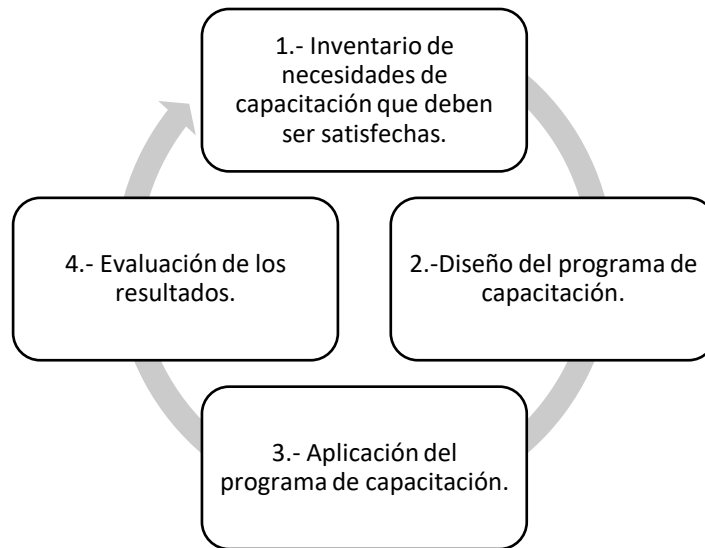 1.- Inventario de
necesidades de
capacitación que deben
ser satisfechas.
2.-Diseño del programa de
capacitación.
3.- Aplicación del
programa de capacitación.
4.- Evaluación de los
resultados.